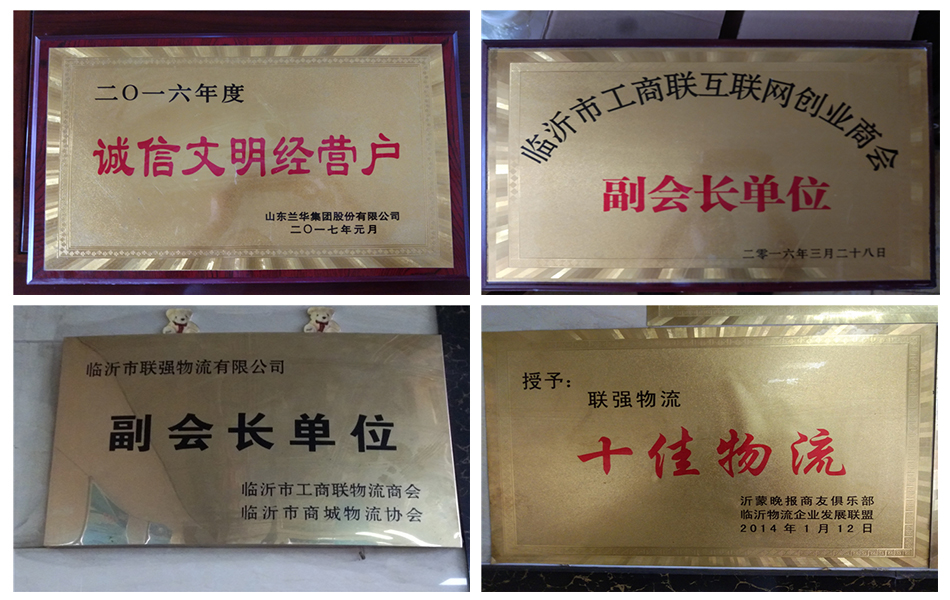 二〇一六年度
诚信文明经营户
山东兰华集团股份有限公司
二〇一七年元月
临沂市工商联互联网创业商会
副会长单位
二零一六年三月二十八日
临沂市联强物流有限公司
副会长单位
临沂市工商联物流商会
临沂市商城物流协会
授予：
联强物流
十佳物流
沂蒙晚报商友俱乐部
临沂物流企业发展联盟
2014年1月12日